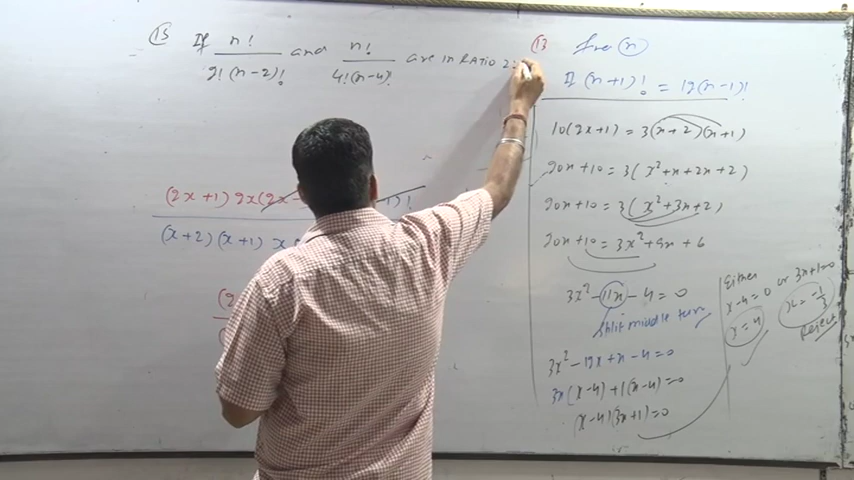 (15) If n!/2!(n-2)! and n!/4!(n-4)! are in RATIO 2:
(2x+1) 2x(2x-
1)!
(x+2) (x+1) x
(13) (n)
If (n+1)! = 12(n-1)!
10(2x+1) = 3(x+2)(x+1)
20x+10 = 3(x²+x+2x+2)
20x+10 = 3(x²+3x+2)
20x+10 = 3x²+9x+6
3x²-11x-4=0
Split middle term
3x²-12x+x-4=0
3x(x-4)+1(x-4)=0
(x-4)(3x+1)=0
Either
x-4=0 or 3x+1=0
x=4
x=-1/3
Reject